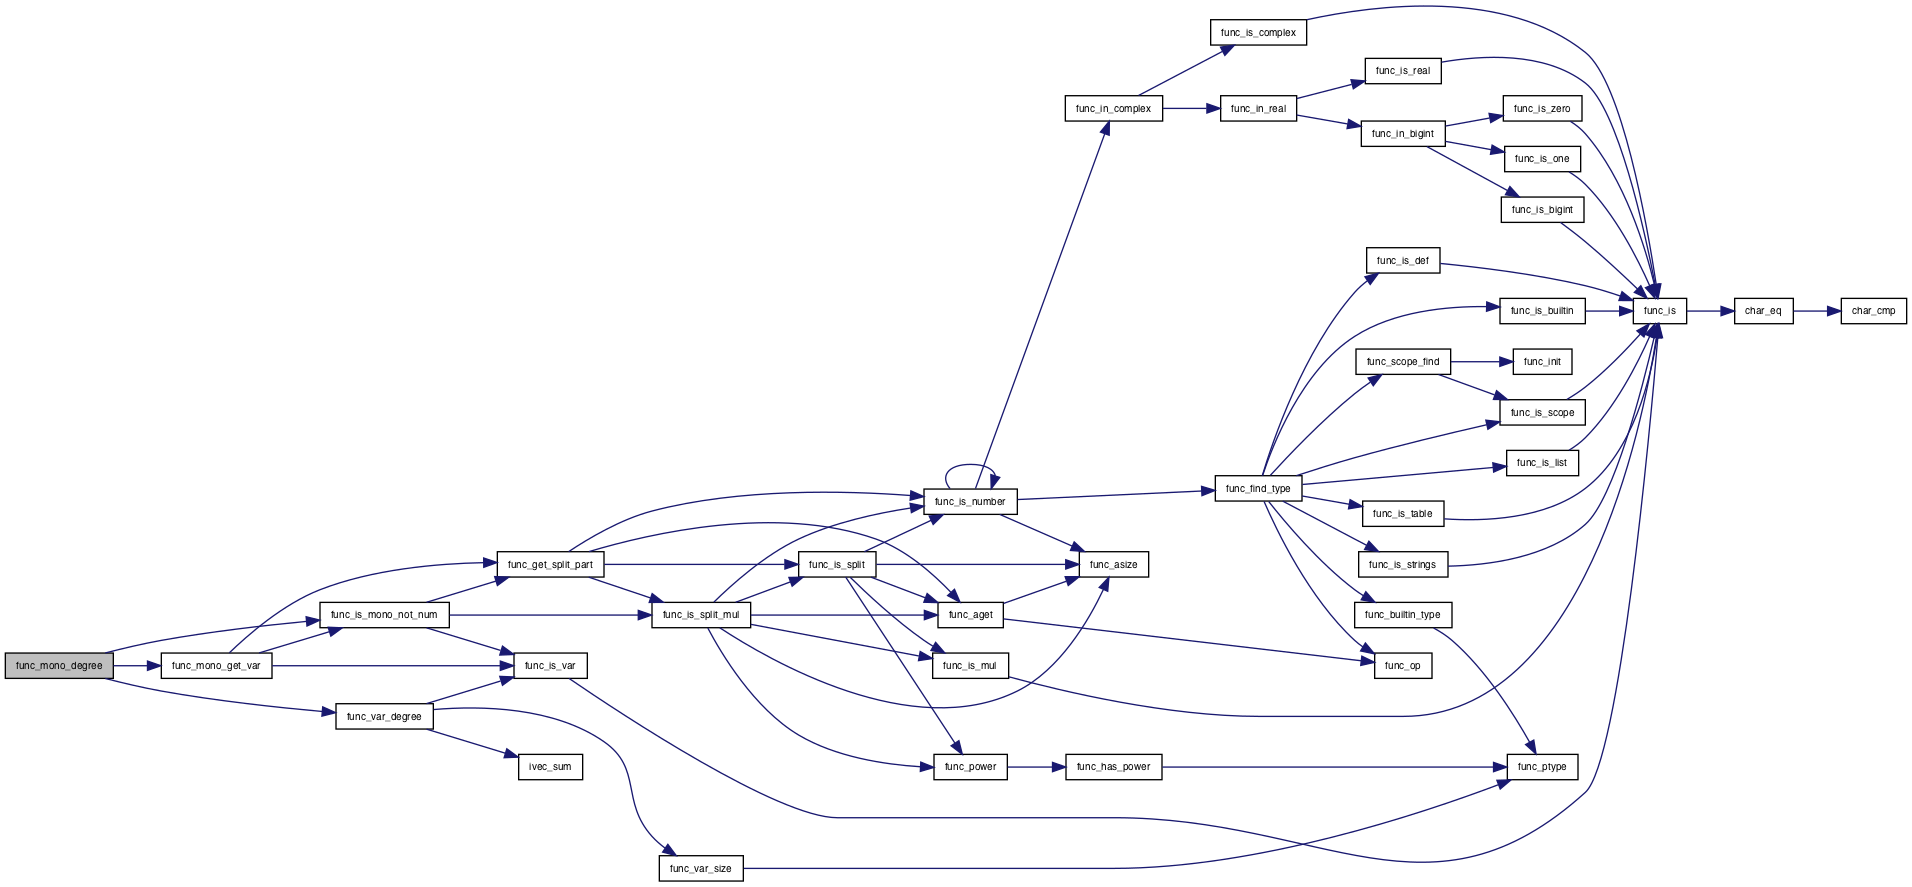 func_mono_degree
func_mono_get_var
func_is_mono_not_num
func_var_degree
func_get_split_part
func_is_var
ivec_sum
func_is_split_mul
func_var_size
func_is_split
func_is_number
func_aget
func_is_mul
func_power
func_in_complex
func_asize
func_has_power
func_is_complex
func_in_real
func_find_type
func_is_real
func_in_bigint
func_is_def
func_scope_find
func_is_table
func_is_strings
func_builtin_type
func_op
func_is_zero
func_is_one
func_is_bigint
func_is_builtin
func_init
func_is_scope
func_is_list
func_ptype
func_is
char_eq
char_cmp